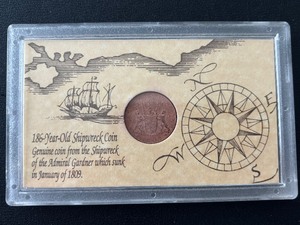 N
E
186-Year-Old Shipwreck Coin
Genuine coin from the Shipwreck
of the Admiral Gardner which sunk
in January of 1809.
W
S